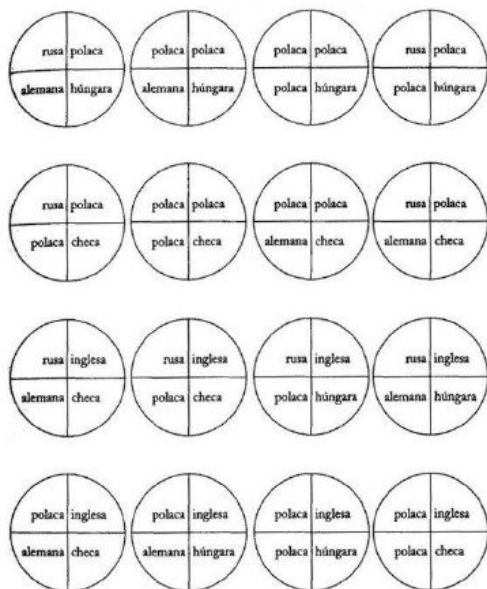 rusa polaca polaca polaca polaca polaca rusa polaca
alemana húngara alemana húngara polaca húngara polaca húngara
rusa polaca polaca polaca polaca polaca rusa polaca
polaca checa polaca checa alemana checa alemana checa
rusa inglesa rusa inglesa rusa inglesa rusa inglesa
alemana checa polaca checa polaca húngara alemana húngara
polaca inglesa polaca inglesa polaca inglesa polaca inglesa
alemana checa alemana húngara polaca húngara polaca checa